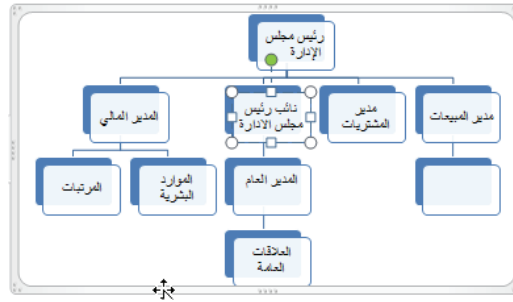 رئيس مجلس
الإدارة
مدير المبيعات
مدير
المشتريات
نائب رئيس
مجلس الادارة
المدير المالي
المدير العام
الموارد
البشرية
المرتبات
العلاقات
العامة